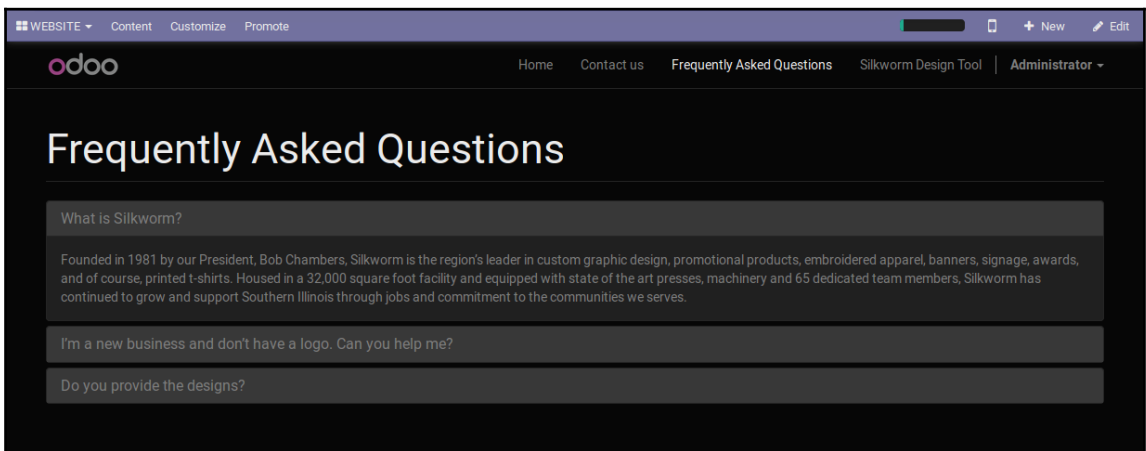 WEBSITE Content Customize Promote New Edit
odoo Home Contact us Frequently Asked Questions Silkworm Design Tool Administrator
Frequently Asked Questions
What is Silkworm?
Founded in 1981 by our President, Bob Chambers, Silkworm is the region's leader in custom graphic design, promotional products, embroidered apparel, banners, signage, awards,
and of course, printed t-shirts. Housed in a 32,000 square foot facility and equipped with state of the art presses, machinery and 65 dedicated team members, Silkworm has
continued to grow and support Southern Illinois through jobs and commitment to the communities we serves.
I'm a new business and don't have a logo. Can you help me?
Do you provide the designs?